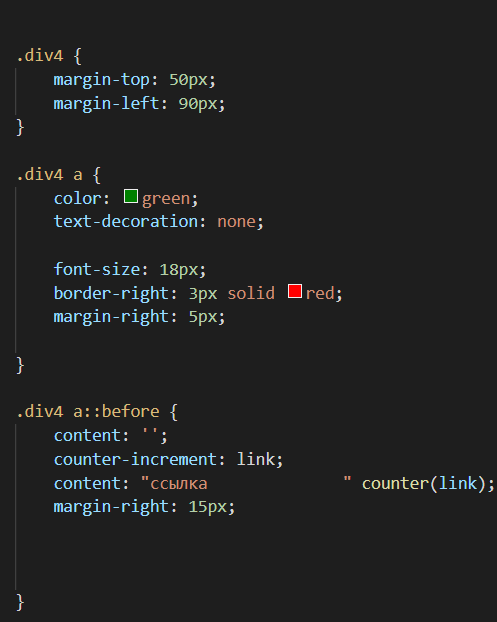 .div4 {
margin-top: 50px;
margin-left: 90px;
}
.div4 a {
color: green;
text-decoration: none;
font-size: 18px;
border-right: 3px solid red;
margin-right: 5px;
}
.div4 a::before {
content: '';
counter-increment: link;
content: "ссылка             " counter(link);
margin-right: 15px;
}